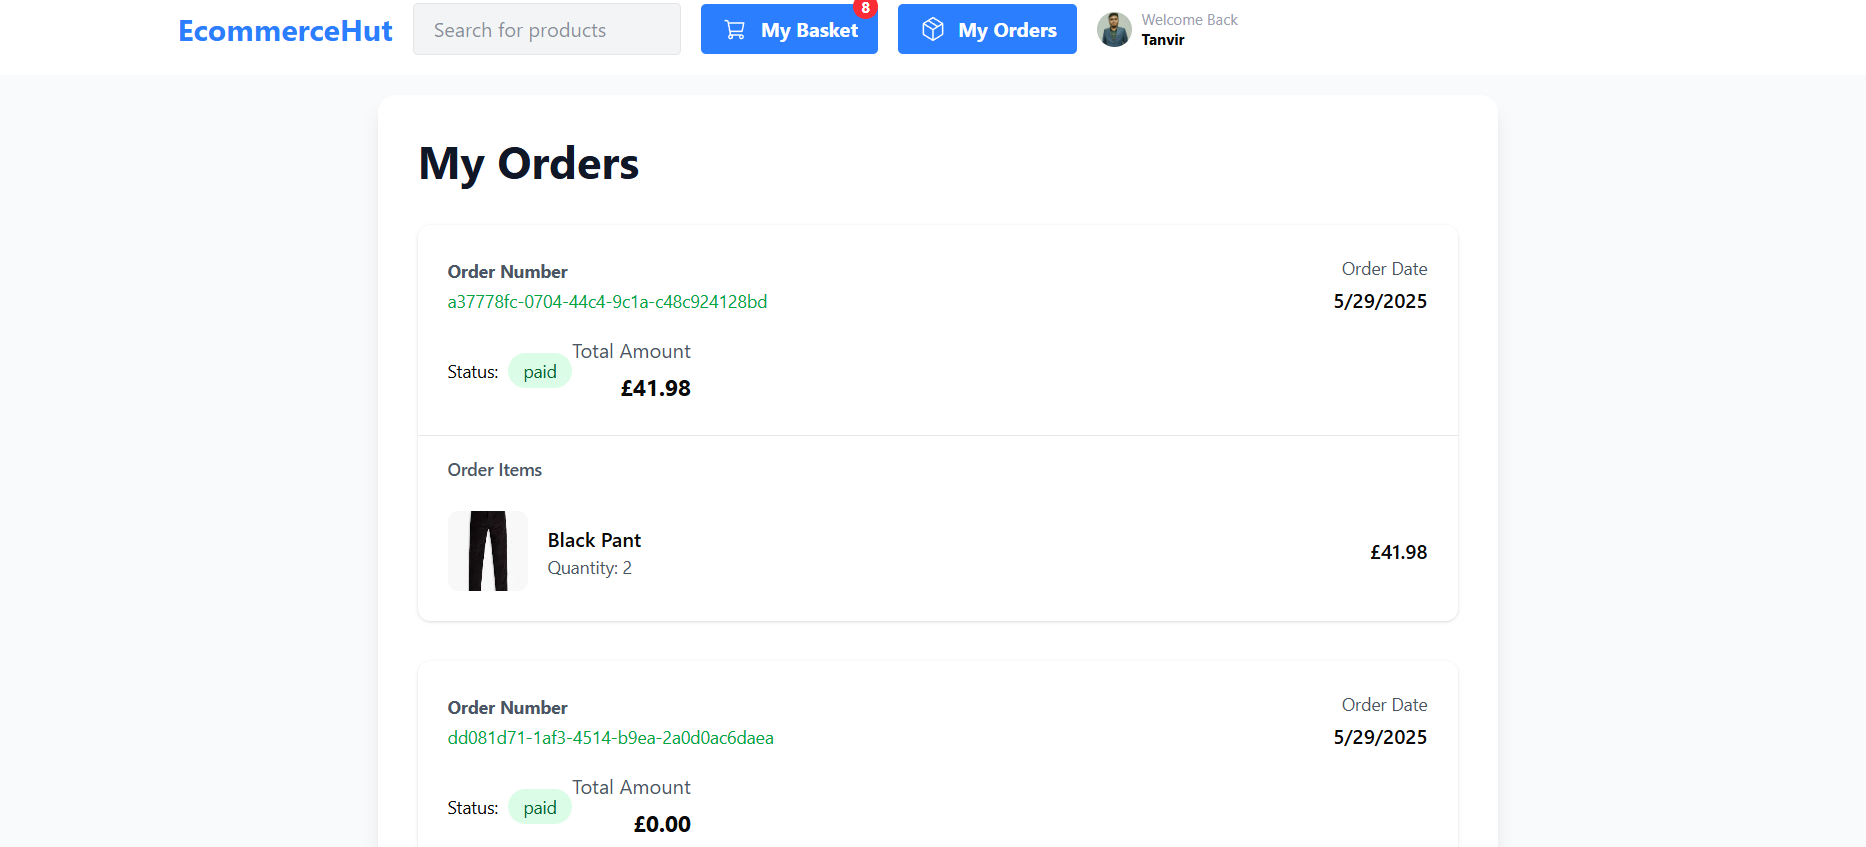 EcommerceHut
Search for products
My Basket
8
My Orders
Welcome Back
Tanvir
My Orders
Order Number
a37778fc-0704-44c4-9c1a-c48c924128bd
Order Date
5/29/2025
Status: paid
Total Amount
£41.98
Order Items
Black Pant
Quantity: 2
£41.98
Order Number
dd081d71-1af3-4514-b9ea-2a0d0ac6daea
Order Date
5/29/2025
Status: paid
Total Amount
£0.00